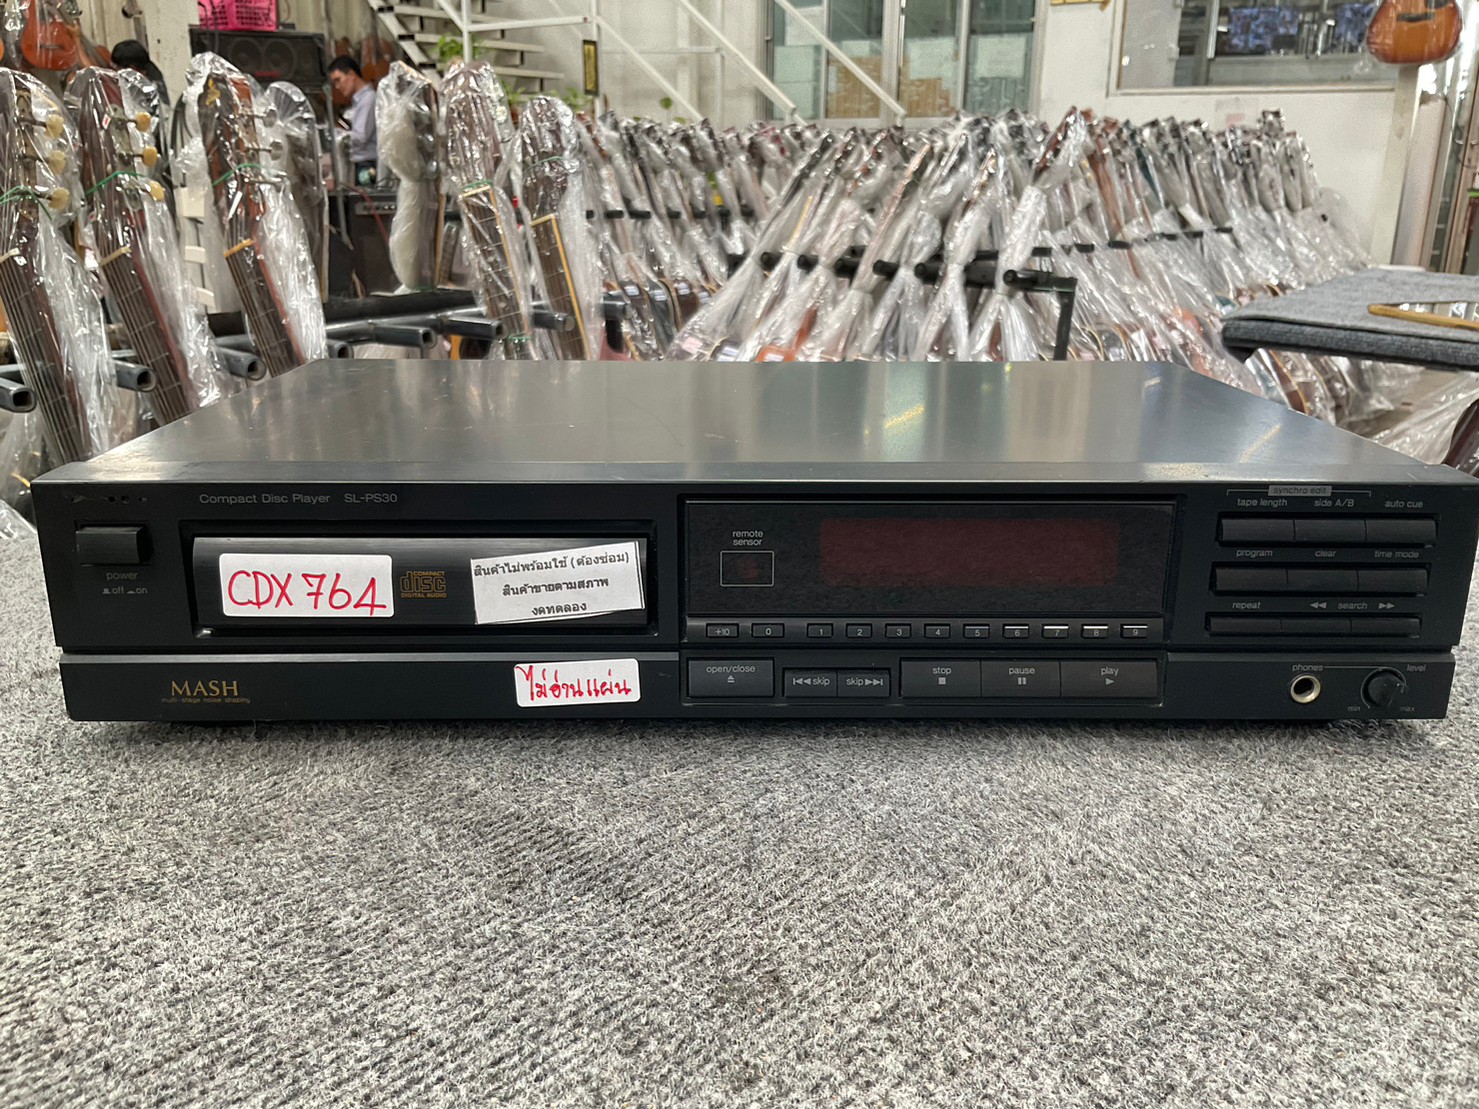 Compact Disc Player SL-PS30
power
off on
CDX 764
COMPACT
disc
DIGITAL AUDIO
สินค้าไม่พร้อมใช้ (ต้องซ่อม)
สินค้าขายตามสภาพ
งดทดลอง
remote
sensor
synchro edit
tape length side A/B auto cue
program clear time mode
repeat ◀◀ search ▶▶
+10 0 1 2 3 4 5 6 7 8 9
MASH
multi-stage noise shaping
ไม่อ่านแผ่น
open/close
⏏
I◀◀ skip skip ▶▶I
stop
■
pause
❚❚
play
▶
phones level
min max